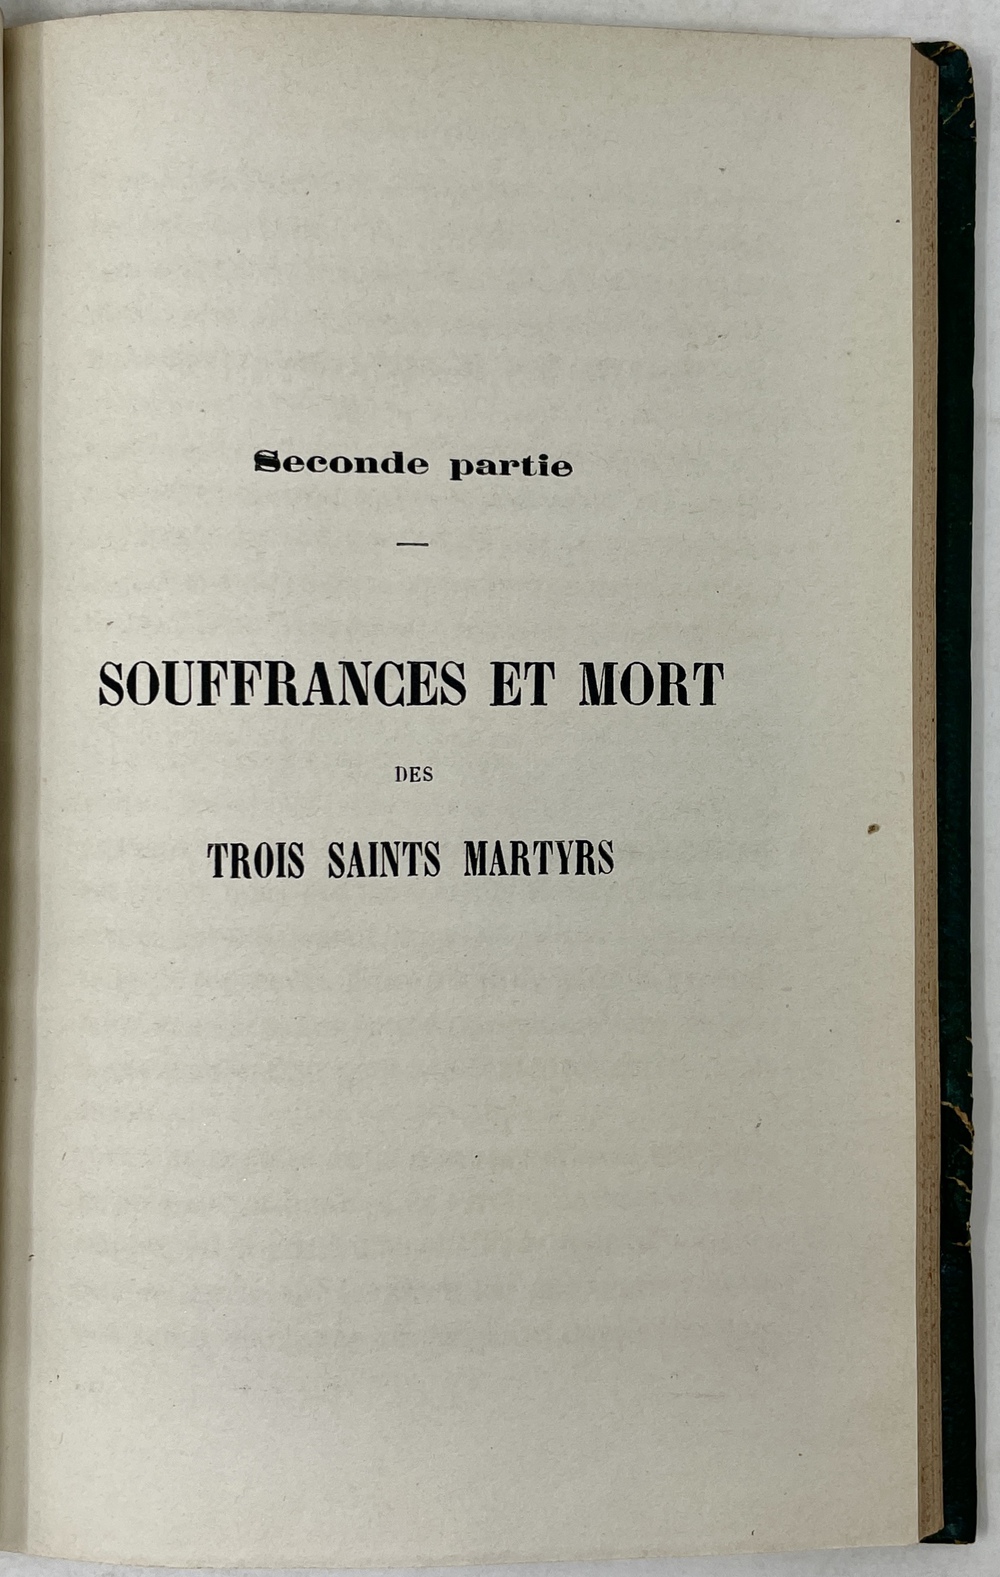 Seconde partie
—
SOUFFRANCES ET MORT
DES
TROIS SAINTS MARTYRS